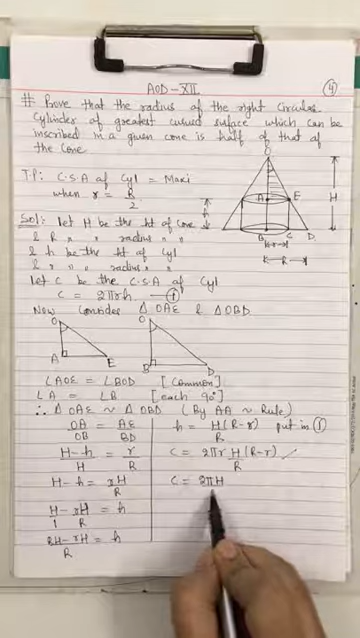 AOD - XII
④
# Prove that the radius of the right circular
Cylinder of greatest curved surface which can be
inscribed in a given cone is half of that of
the cone
T.P: C.S.A of Cyl = Maxi
when r = R/2
O
A E
B C D
h
H
r
R
Sol: let H be the ht of cone
& R " " radius " "
& h be the ht of Cyl
& r " " radius " "
let C be the C.S.A of Cyl
C = 2πrh — ①
Now Consider △OAE & △OBD
O
A E
O
B D
∠AOE = ∠BOD [Common]
∠A = ∠B [each 90°]
∴ △OAE ~ △OBD (By AA ~ Rule)
OA/OB = AE/BD
(H-h)/H = r/R
H-h = rH/R
H/1 - rH/R = h
(RH - rH)/R = h
h = H(R-r)/R put in ①
C = 2πr H(R-r)/R
C = 2πH